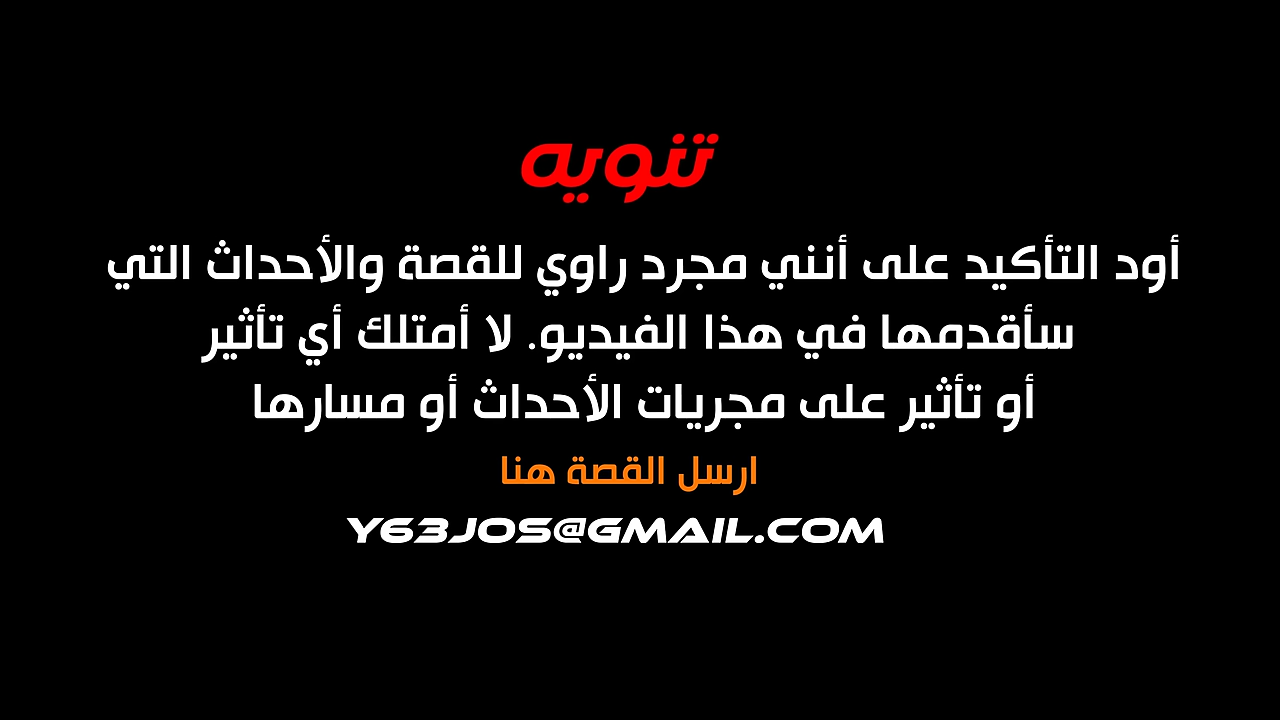 تنويه
أود التأكيد على أنني مجرد راوي للقصة والأحداث التي
سأقدمها في هذا الفيديو. لا أمتلك أي تأثير
أو تأثير على مجريات الأحداث أو مسارها
ارسل القصة هنا
Y63JOS@GMAIL.COM